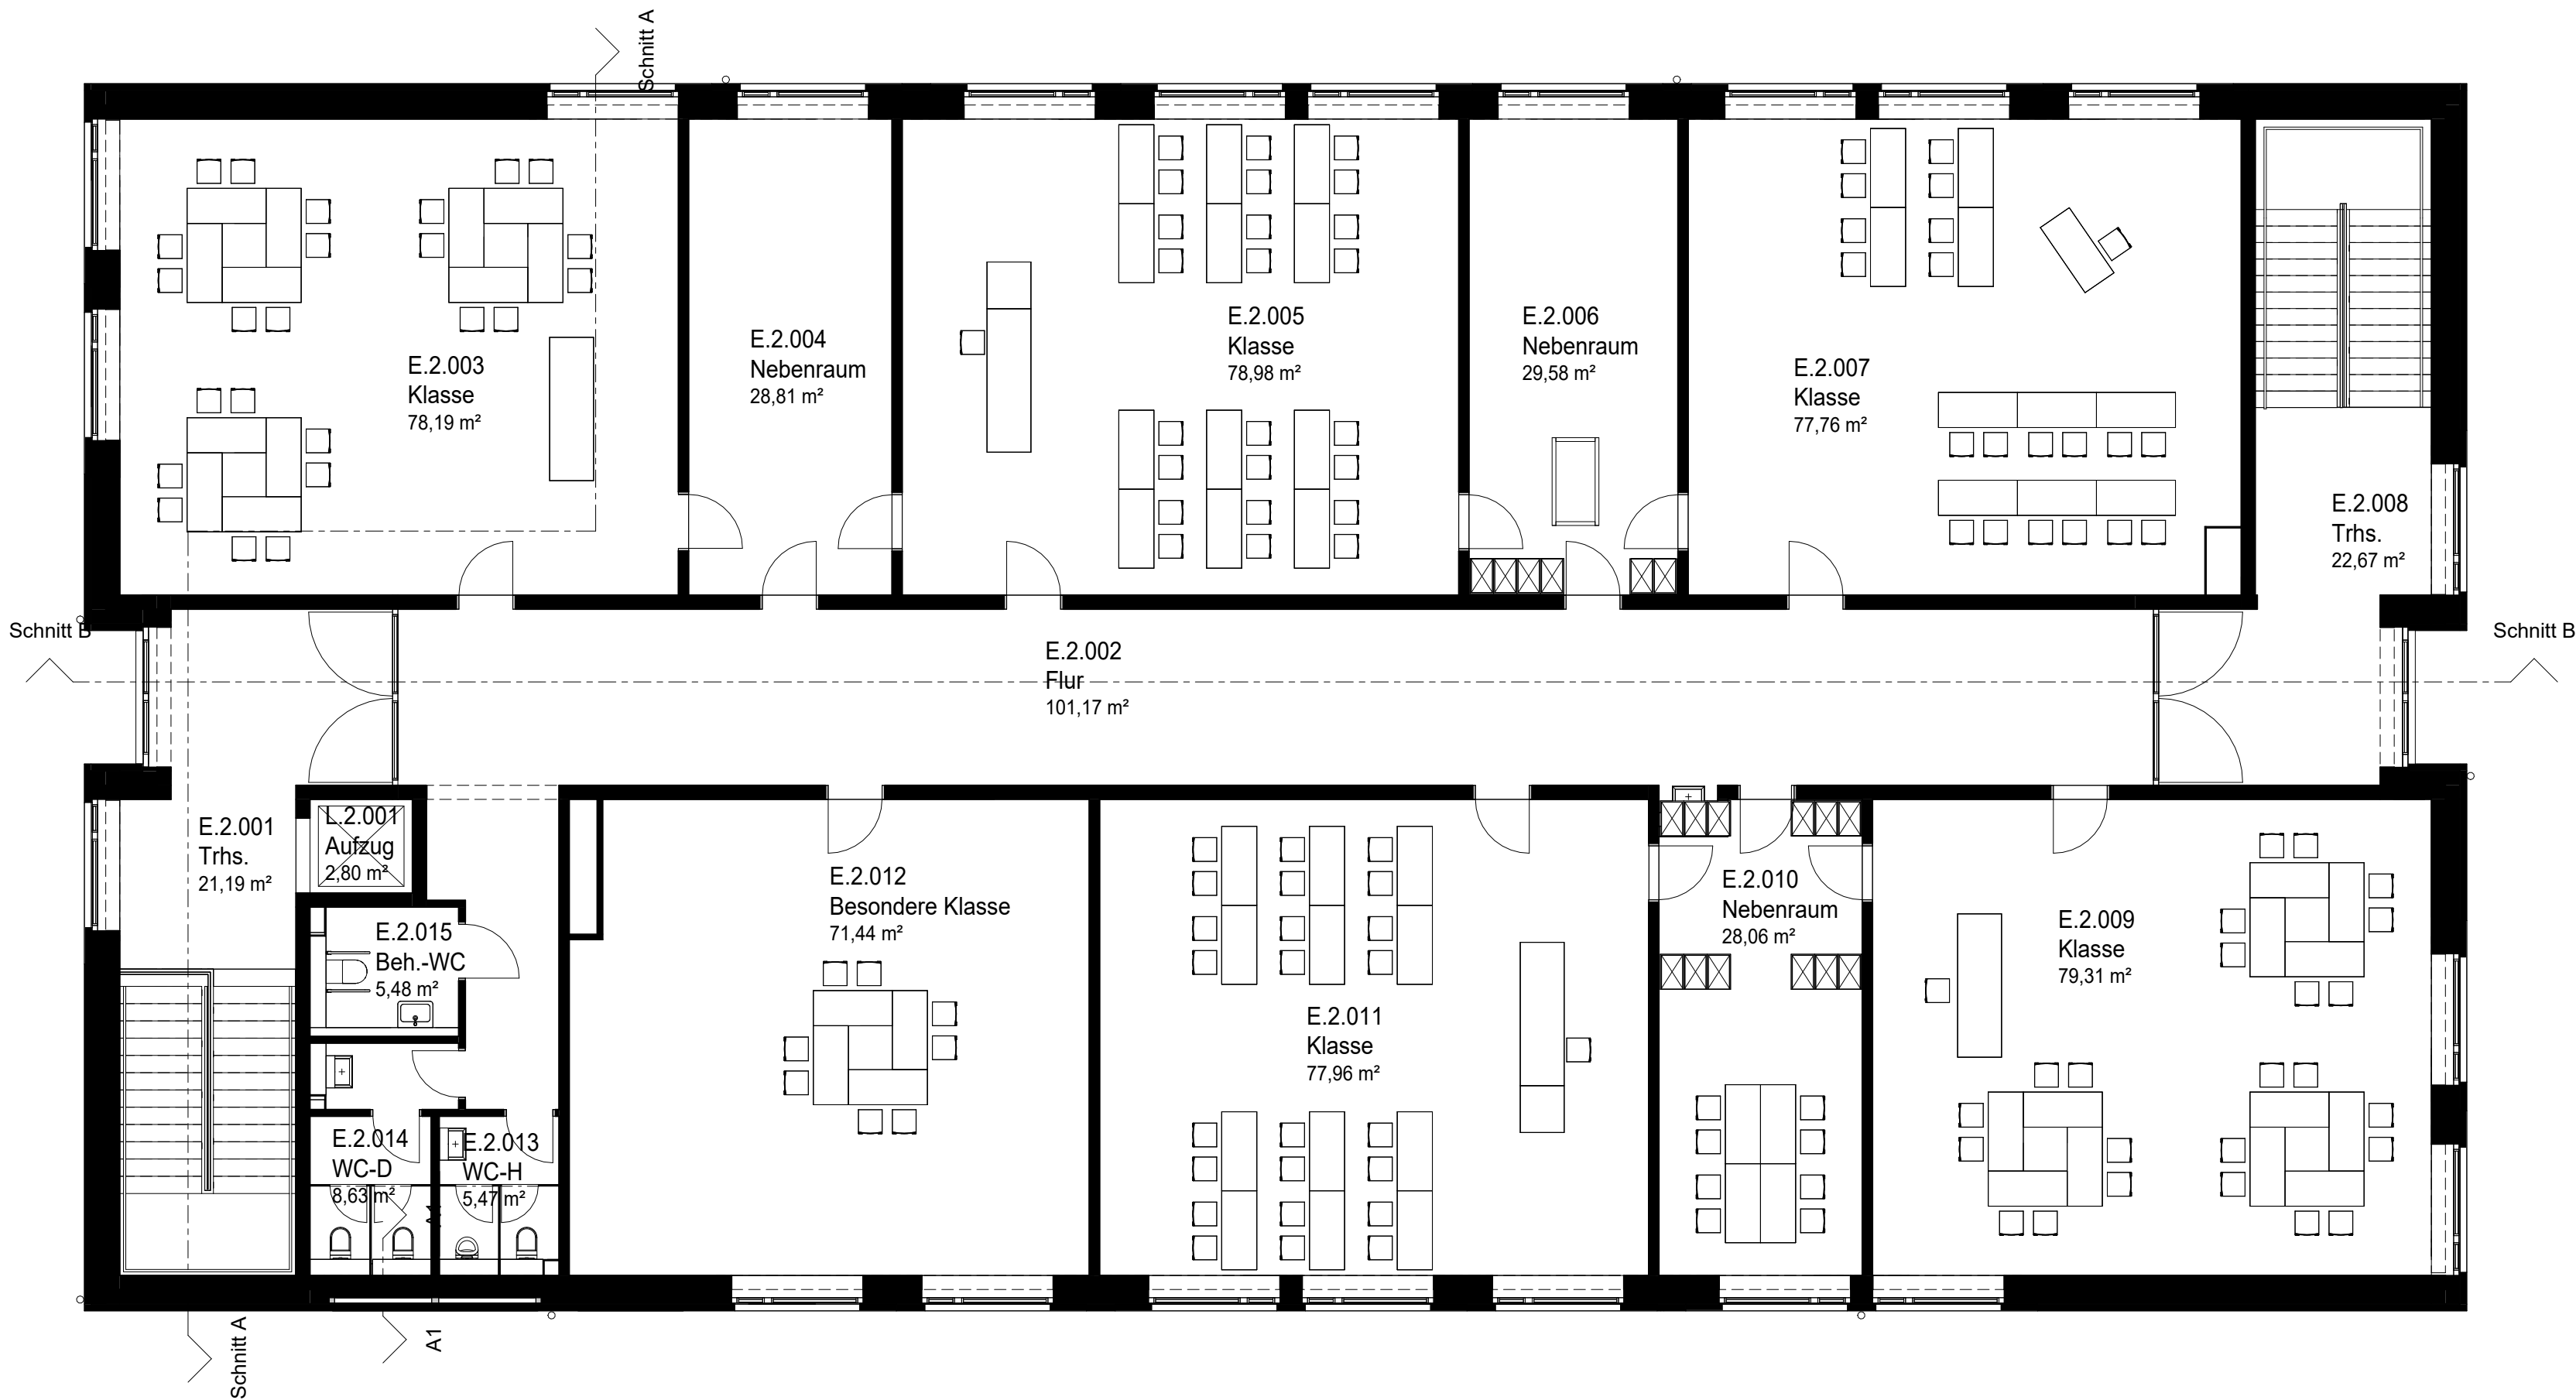 Schnitt A
E.2.003
Klasse
78,19 m²
E.2.004
Nebenraum
28,81 m²
E.2.005
Klasse
78,98 m²
E.2.006
Nebenraum
29,58 m²
E.2.007
Klasse
77,76 m²
E.2.008
Trhs.
22,67 m²
Schnitt B
Schnitt B
E.2.002
Flur
101,17 m²
E.2.001
Trhs.
21,19 m²
L.2.001
Aufzug
2,80 m²
E.2.015
Beh.-WC
5,48 m²
E.2.014
WC-D
8,63 m²
E.2.013
WC-H
5,47 m²
A1
E.2.012
Besondere Klasse
71,44 m²
E.2.011
Klasse
77,96 m²
E.2.010
Nebenraum
28,06 m²
E.2.009
Klasse
79,31 m²
Schnitt A
A1